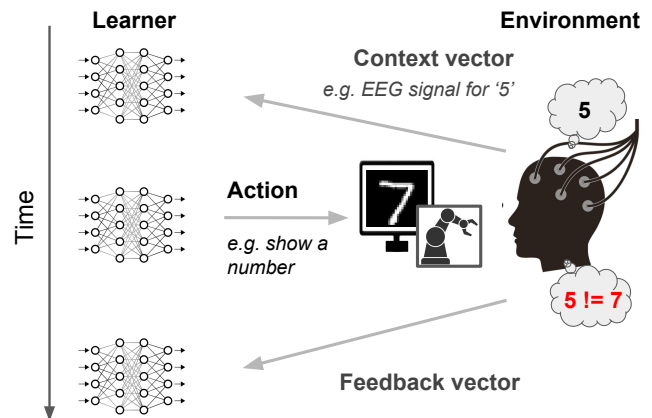 Learner
Environment
Context vector
e.g. EEG signal for ‘5’
5
Time
Action
7
e.g. show a
number
5 != 7
Feedback vector